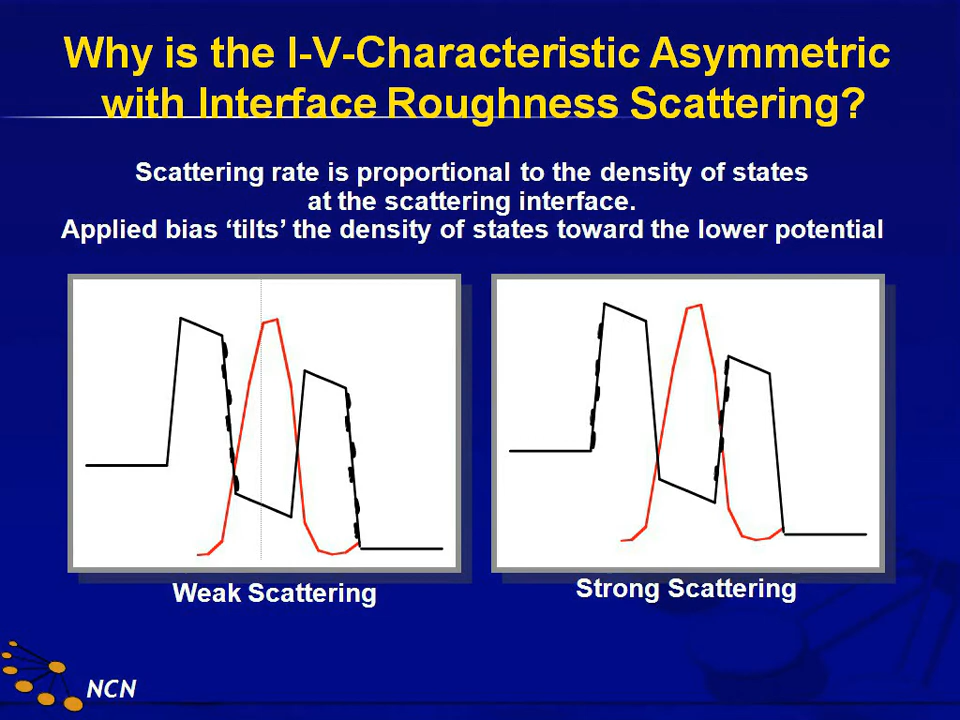 Why is the I-V-Characteristic Asymmetric
with Interface Roughness Scattering?
Scattering rate is proportional to the density of states
at the scattering interface.
Applied bias ‘tilts’ the density of states toward the lower potential
Weak Scattering
Strong Scattering
NCN